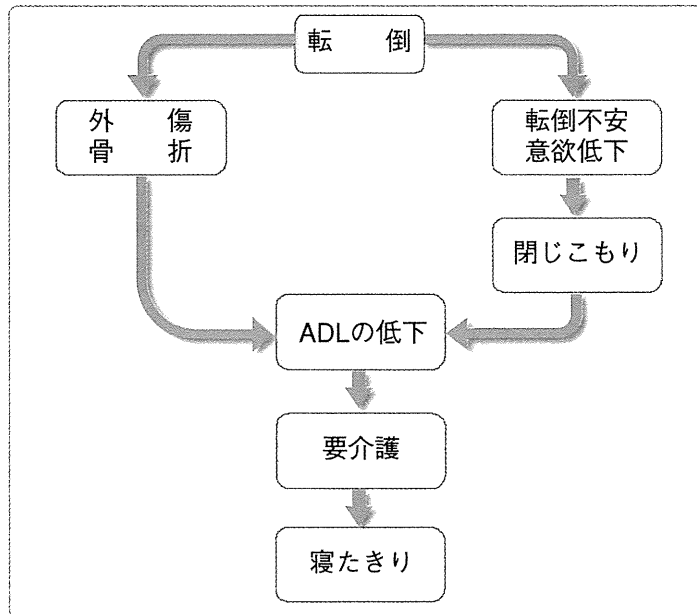 転 倒
外 傷
骨 折
転倒不安
意欲低下
閉じこもり
ADLの低下
要介護
寝たきり